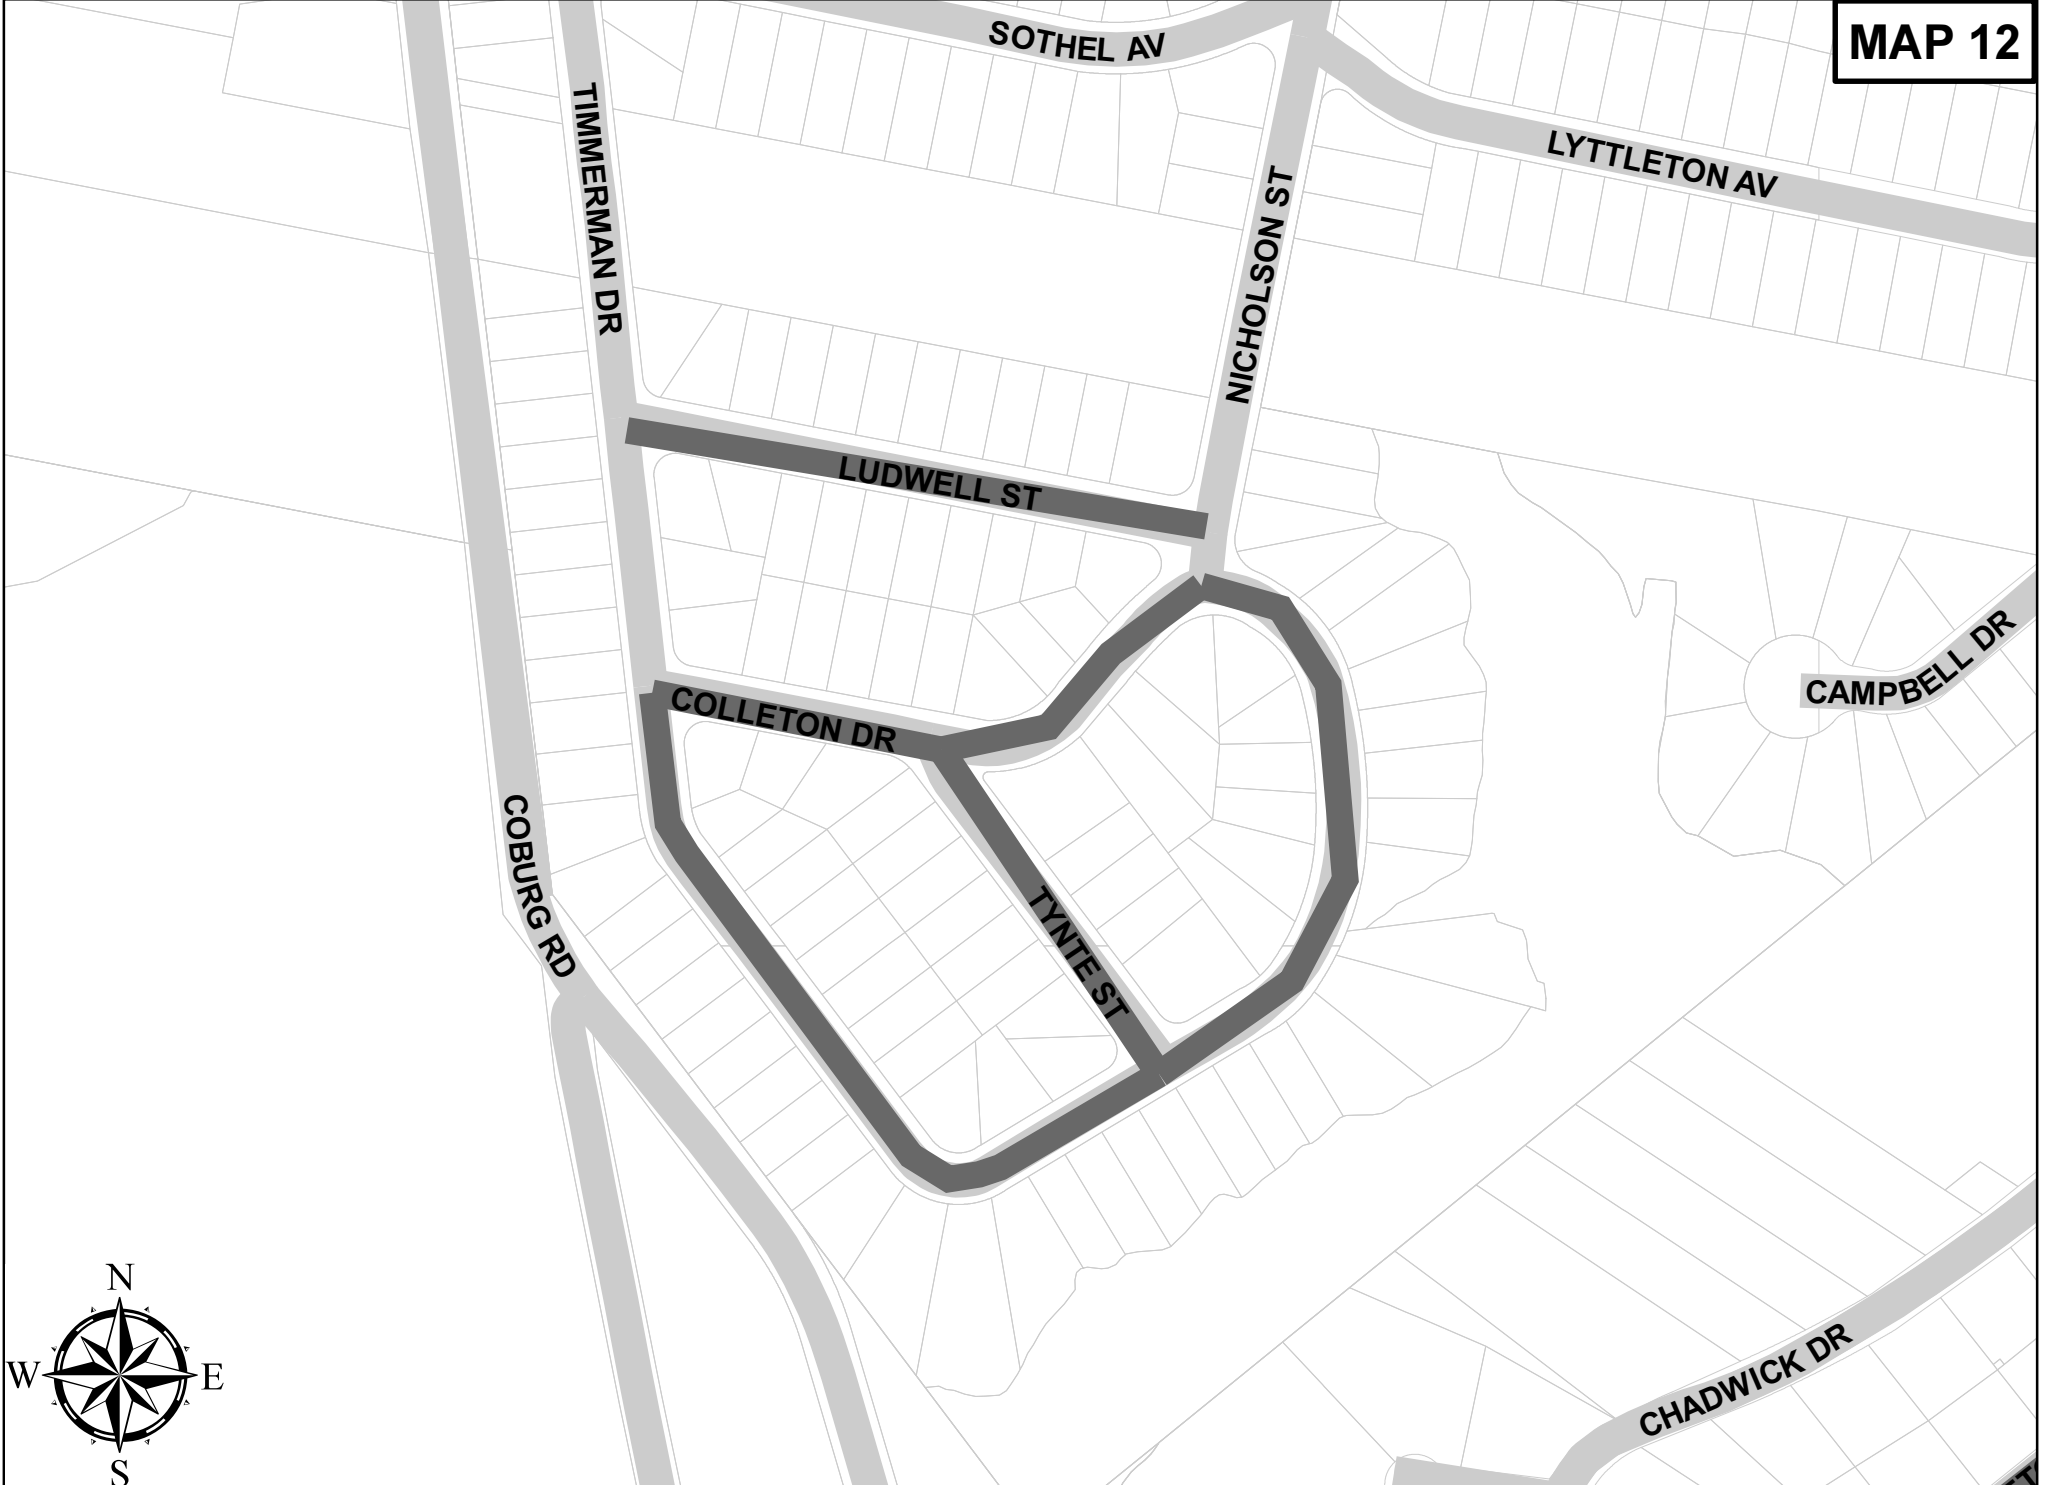 SOTHEL AV
MAP 12
TIMMERMAN DR
LYTTLETON AV
NICHOLSON ST
LUDWELL ST
CAMPBELL DR
COLLETON DR
COBURG RD
TYNTE ST
N
W
E
S
CHADWICK DR